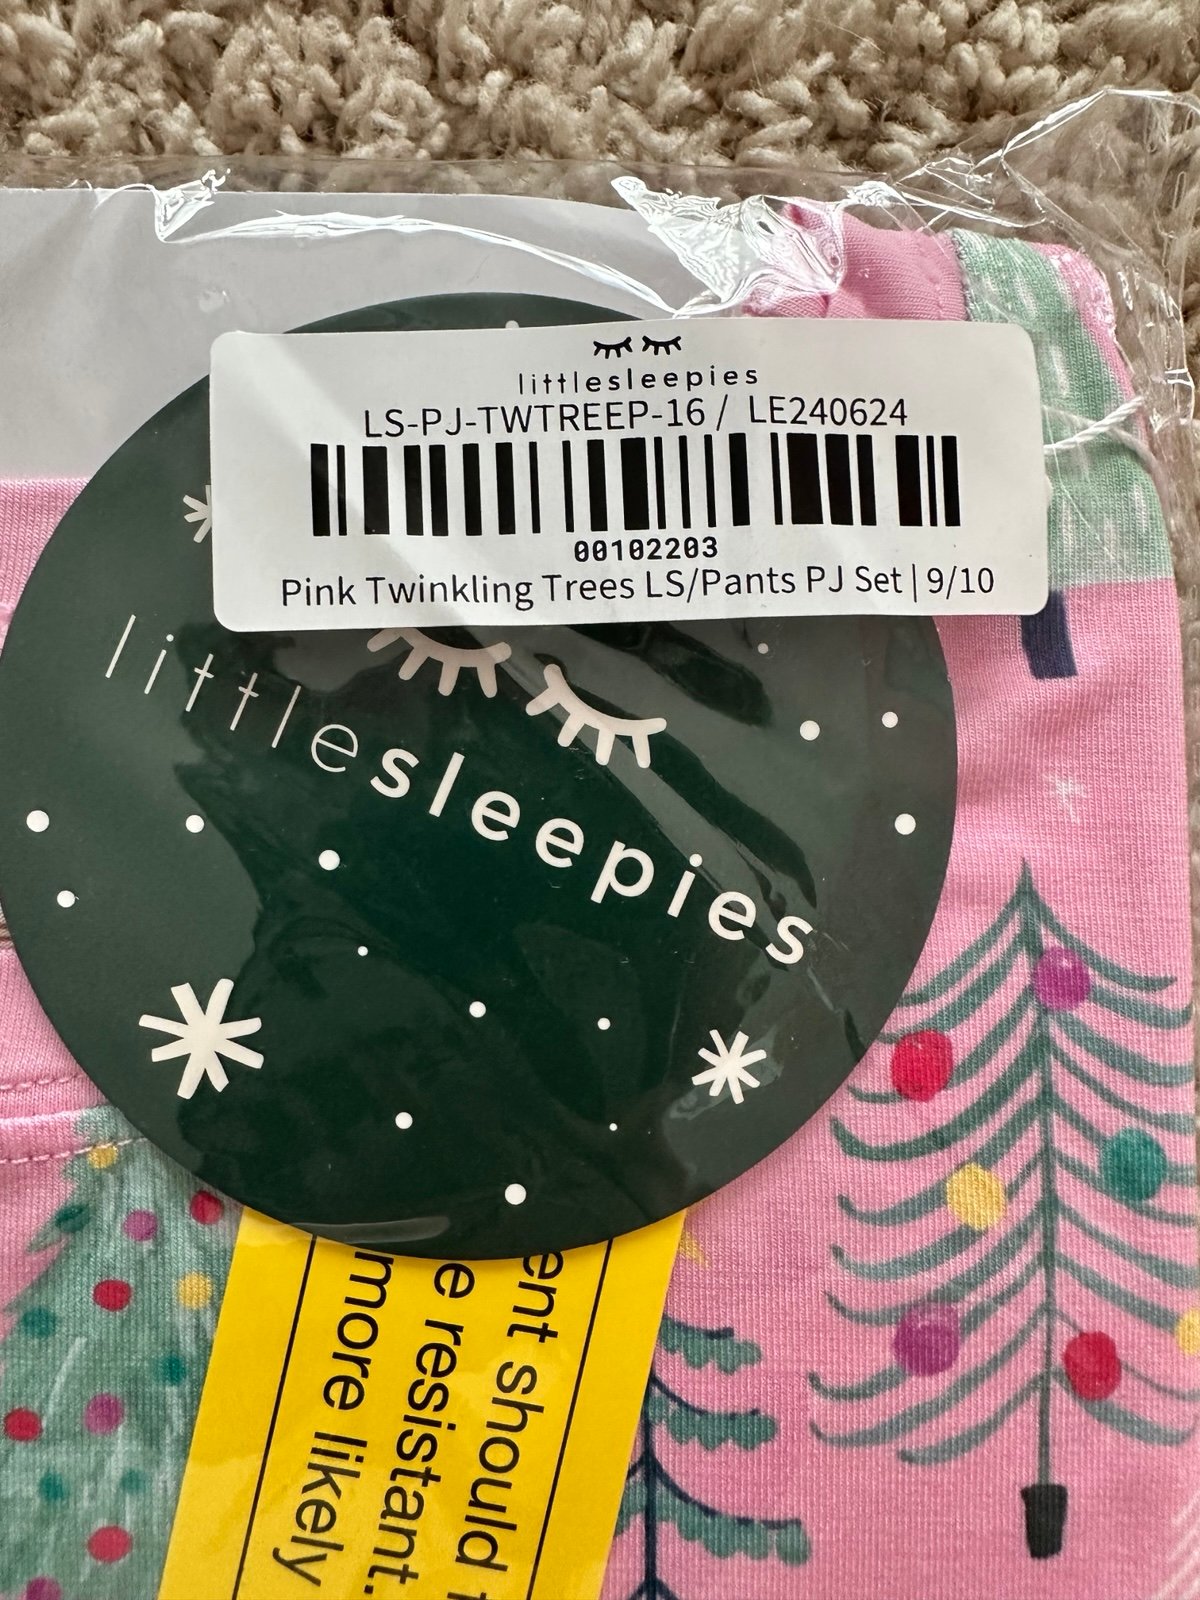 littlesleepies
LS-PJ-TWTREEP-16 / LE240624
00102203
Pink Twinkling Trees LS/Pants PJ Set | 9/10
littlesleepies
should
resistant.
more likely